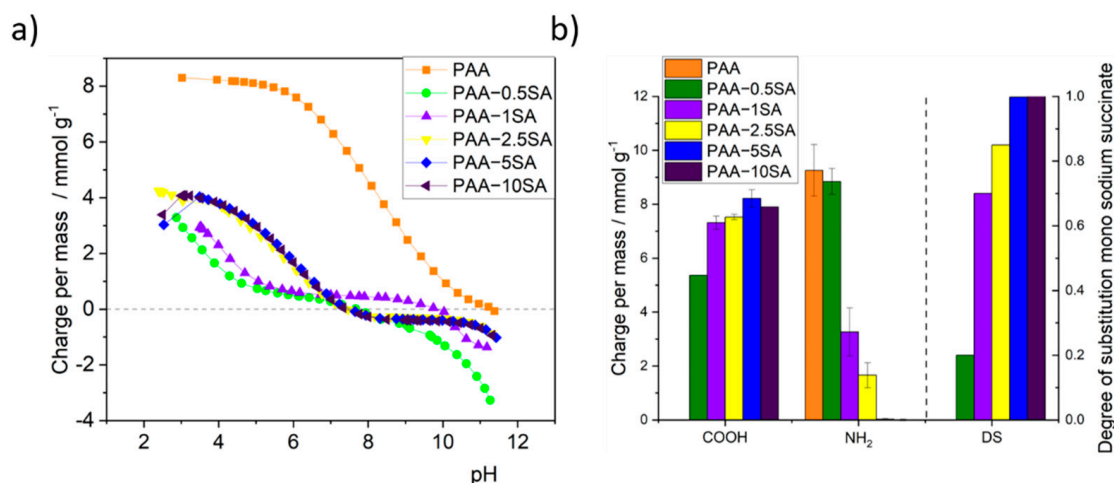 a)
Charge per mass / mmol g⁻¹
8
6
4
2
0
-2
-4
2
4
6
8
10
12
pH
PAA
PAA−0.5SA
PAA−1SA
PAA−2.5SA
PAA−5SA
PAA−10SA
b)
PAA
PAA−0.5SA
PAA−1SA
PAA−2.5SA
PAA−5SA
PAA−10SA
Charge per mass / mmol g⁻¹
12
10
8
6
4
2
0
COOH
NH₂
DS
1.0
0.8
0.6
0.4
0.2
0.0
Degree of substitution mono sodium succinate